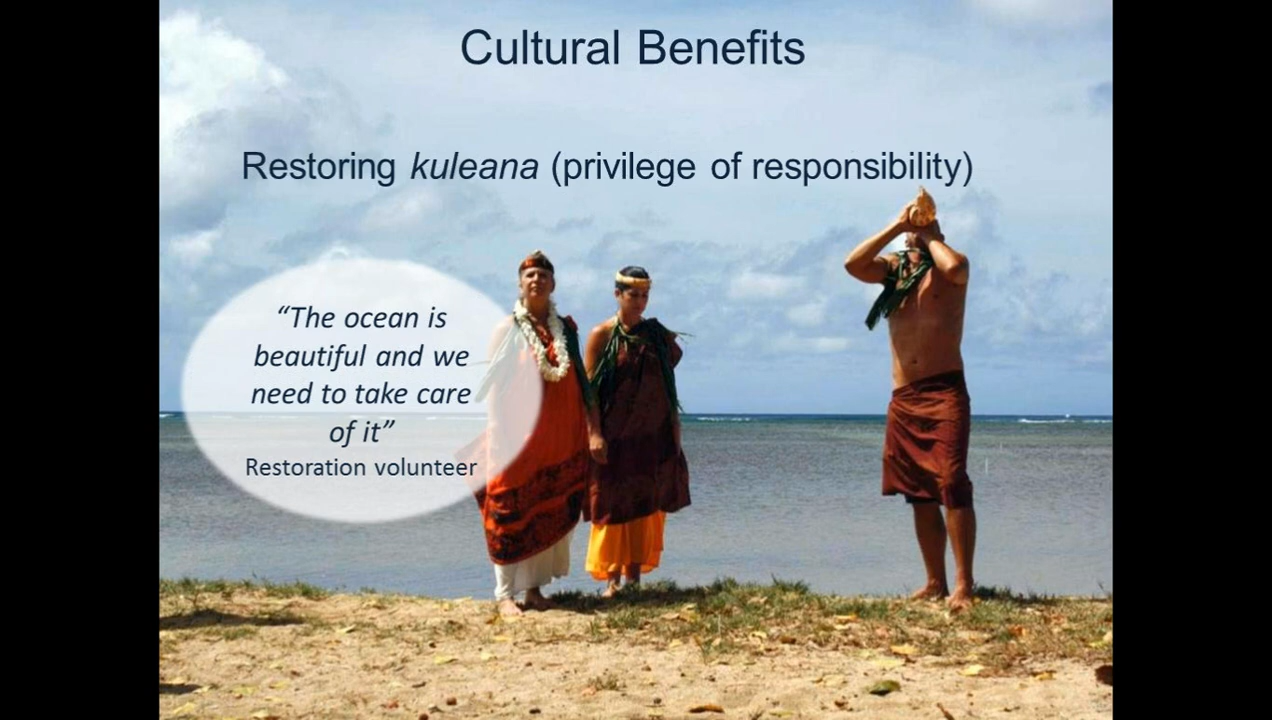 Cultural Benefits
Restoring kuleana (privilege of responsibility)
“The ocean is
beautiful and we
need to take care
of it”
Restoration volunteer